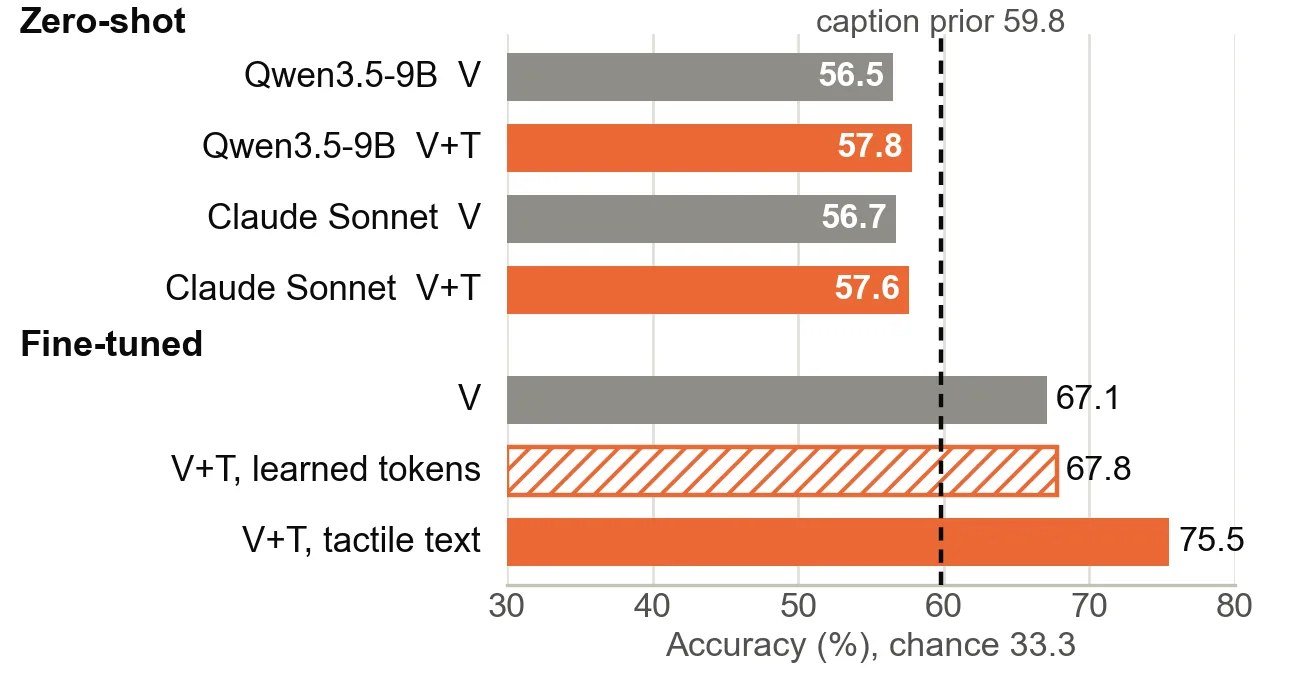 Zero-shot
caption prior 59.8
Qwen3.5-9B V 56.5
Qwen3.5-9B V+T 57.8
Claude Sonnet V 56.7
Claude Sonnet V+T 57.6
Fine-tuned
V 67.1
V+T, learned tokens 67.8
V+T, tactile text 75.5
30 40 50 60 70 80
Accuracy (%), chance 33.3